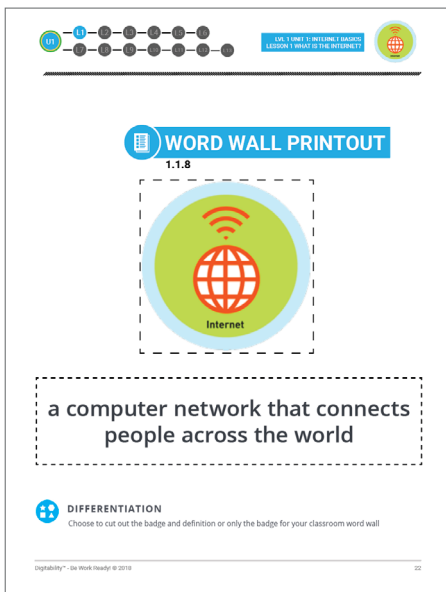 U1
L1 L2 L3 L4 L5 L6
L7 L8 L9 L10 L11 L12 L13
LVL 1 UNIT 1: INTERNET BASICS
LESSON 1 WHAT IS THE INTERNET?
Internet
WORD WALL PRINTOUT
1.1.8
Internet
a computer network that connects
people across the world
DIFFERENTIATION
Choose to cut out the badge and definition or only the badge for your classroom word wall
Digitability™ - Be Work Ready! © 2018
22